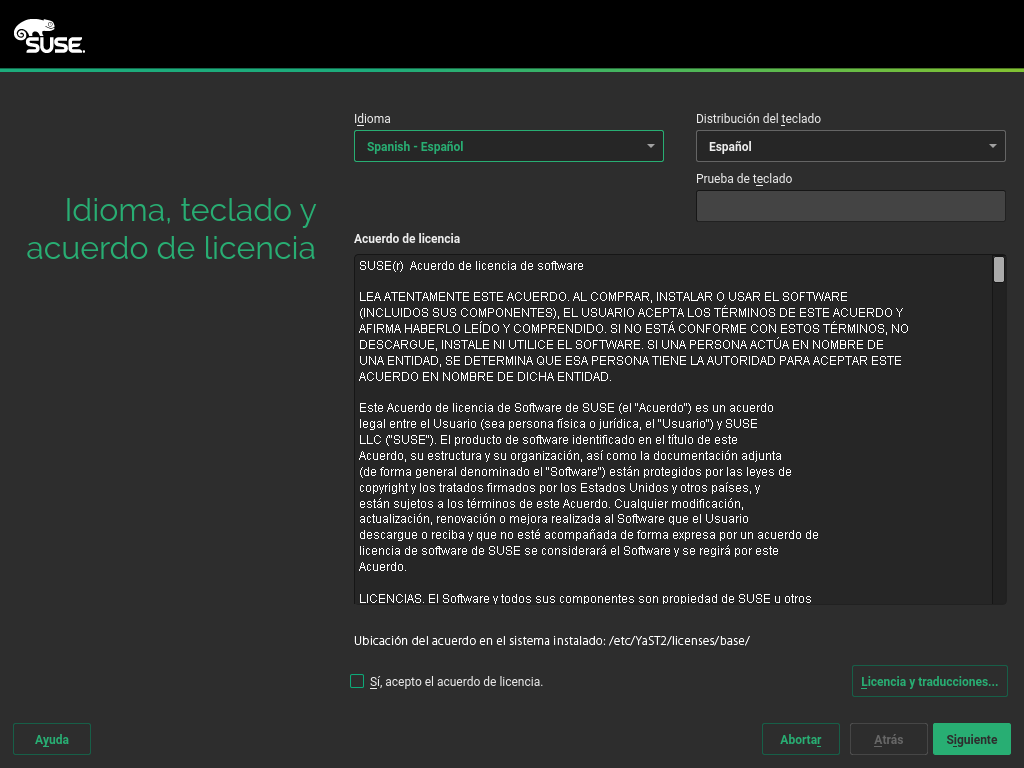 SUSE.
Idioma
Distribución del teclado
Spanish - Español
Español
Prueba de teclado
Idioma, teclado y
acuerdo de licencia
Acuerdo de licencia
SUSE(r)  Acuerdo de licencia de software
LEA ATENTAMENTE ESTE ACUERDO. AL COMPRAR, INSTALAR O USAR EL SOFTWARE
(INCLUIDOS SUS COMPONENTES), EL USUARIO ACEPTA LOS TÉRMINOS DE ESTE ACUERDO Y
AFIRMA HABERLO LEÍDO Y COMPRENDIDO. SI NO ESTÁ CONFORME CON ESTOS TÉRMINOS, NO
DESCARGUE, INSTALE NI UTILICE EL SOFTWARE. SI UNA PERSONA ACTÚA EN NOMBRE DE
UNA ENTIDAD, SE DETERMINA QUE ESA PERSONA TIENE LA AUTORIDAD PARA ACEPTAR ESTE
ACUERDO EN NOMBRE DE DICHA ENTIDAD.
Este Acuerdo de licencia de Software de SUSE (el "Acuerdo") es un acuerdo
legal entre el Usuario (sea persona física o jurídica, el "Usuario") y SUSE
LLC ("SUSE"). El producto de software identificado en el título de este
Acuerdo, su estructura y su organización, así como la documentación adjunta
(de forma general denominado el "Software") están protegidos por las leyes de
copyright y los tratados firmados por los Estados Unidos y otros países, y
están sujetos a los términos de este Acuerdo. Cualquier modificación,
actualización, renovación o mejora realizada al Software que el Usuario
descargue o reciba y que no esté acompañada de forma expresa por un acuerdo de
licencia de software de SUSE se considerará el Software y se regirá por este
Acuerdo.
LICENCIAS. El Software y todos sus componentes son propiedad de SUSE u otros
Ubicación del acuerdo en el sistema instalado: /etc/YaST2/licenses/base/
Sí, acepto el acuerdo de licencia.
Licencia y traducciones...
Ayuda
Abortar
Atrás
Siguiente